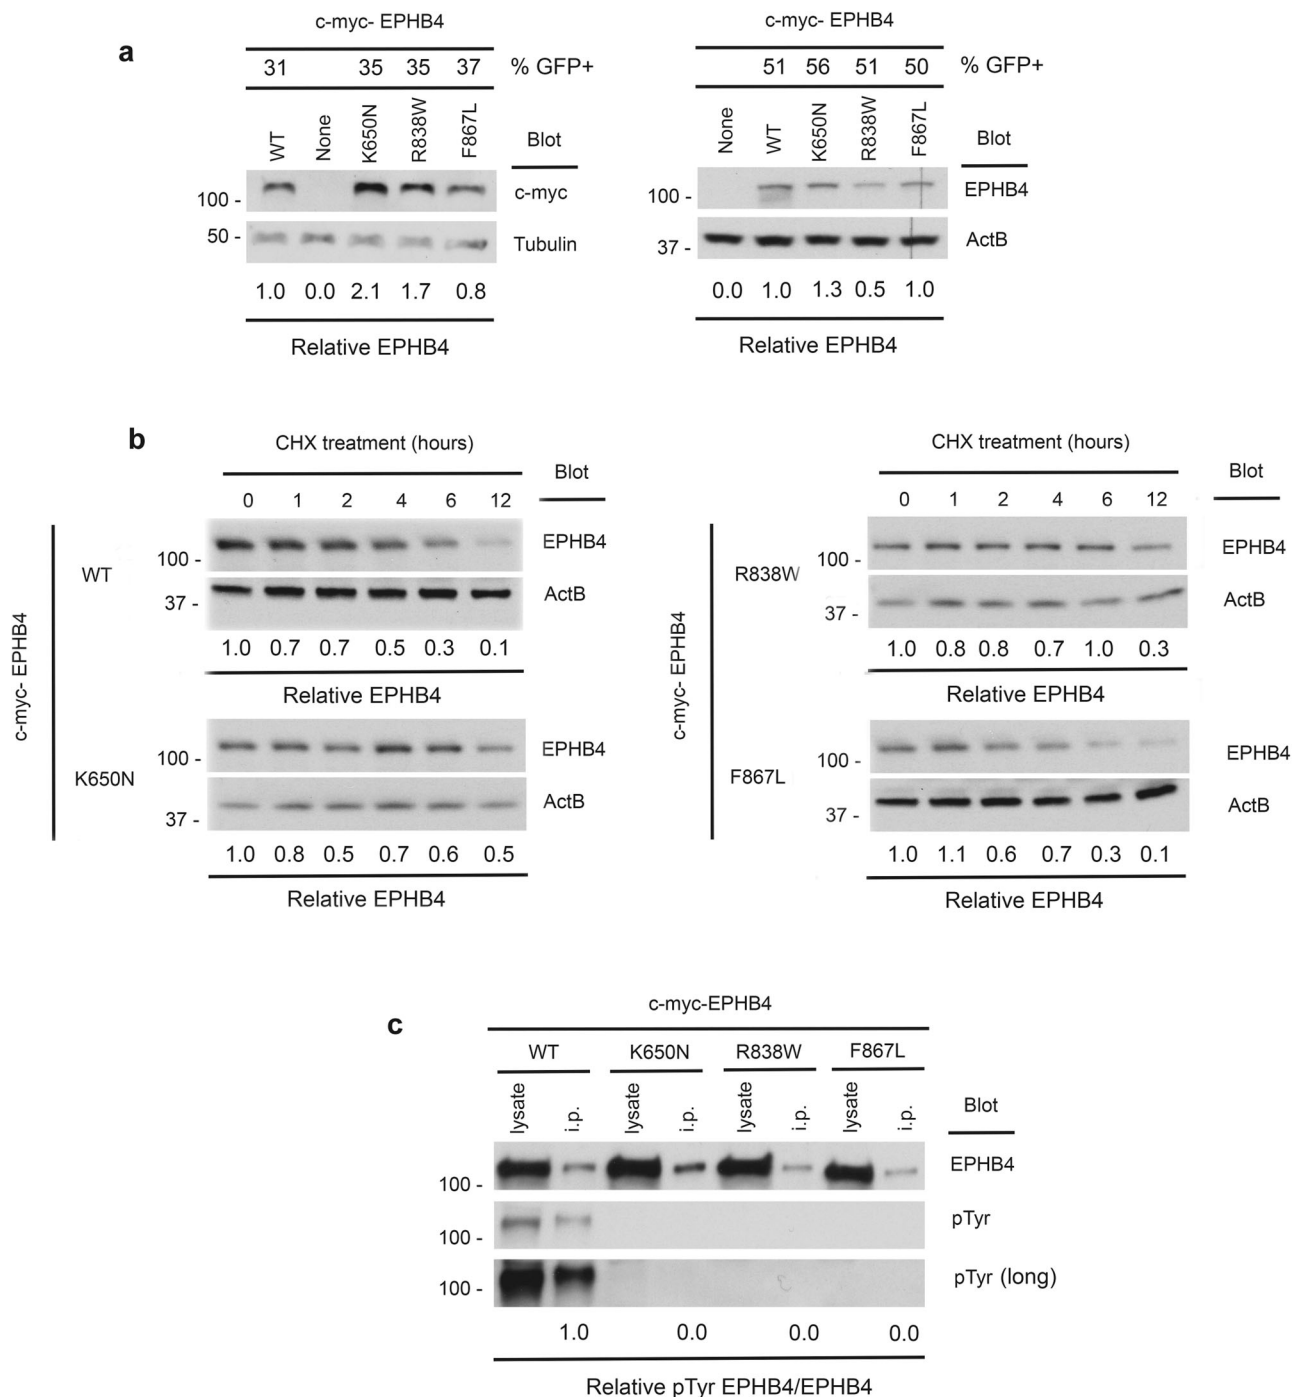 a
c-myc- EPHB4
31 35 35 37 % GFP+
WT None K650N R838W F867L Blot
100 - c-myc
50 - Tubulin
1.0 0.0 2.1 1.7 0.8
Relative EPHB4
c-myc- EPHB4
51 56 51 50 % GFP+
None WT K650N R838W F867L Blot
100 - EPHB4
37 - ActB
0.0 1.0 1.3 0.5 1.0
Relative EPHB4
b
CHX treatment (hours)
Blot
0 1 2 4 6 12
c-myc- EPHB4
WT
100 - EPHB4
37 - ActB
1.0 0.7 0.7 0.5 0.3 0.1
Relative EPHB4
K650N
100 - EPHB4
37 - ActB
1.0 0.8 0.5 0.7 0.6 0.5
Relative EPHB4
CHX treatment (hours)
Blot
0 1 2 4 6 12
c-myc- EPHB4
R838W
100 - EPHB4
37 - ActB
1.0 0.8 0.8 0.7 1.0 0.3
Relative EPHB4
F867L
100 - EPHB4
37 - ActB
1.0 1.1 0.6 0.7 0.3 0.1
Relative EPHB4
c
c-myc-EPHB4
WT K650N R838W F867L
lysate i.p. lysate i.p. lysate i.p. lysate i.p. Blot
100 - EPHB4
100 - pTyr
100 - pTyr (long)
1.0 0.0 0.0 0.0
Relative pTyr EPHB4/EPHB4